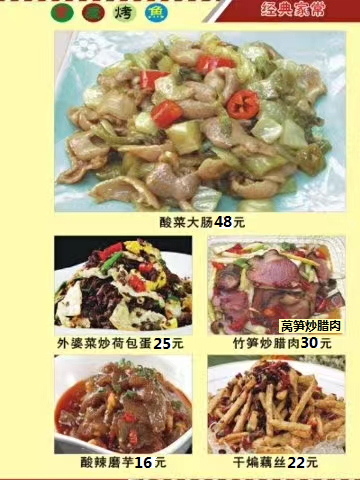 烤 鱼
经典家常
酸菜大肠48元
外婆菜炒荷包蛋25元
莴笋炒腊肉
竹笋炒腊肉30元
酸辣磨芋16元
干煸藕丝22元